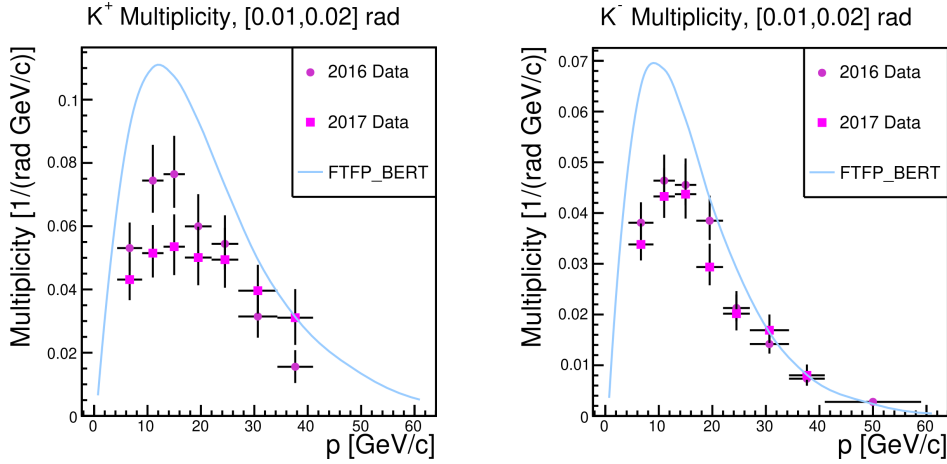 K⁺ Multiplicity, [0.01,0.02] rad
Multiplicity [1/(rad GeV/c)]
0.1
0.08
0.06
0.04
0.02
0
0 10 20 30 40 50 60
p [GeV/c]
2016 Data
2017 Data
FTFP_BERT
K⁻ Multiplicity, [0.01,0.02] rad
Multiplicity [1/(rad GeV/c)]
0.07
0.06
0.05
0.04
0.03
0.02
0.01
0
0 10 20 30 40 50 60
p [GeV/c]
2016 Data
2017 Data
FTFP_BERT